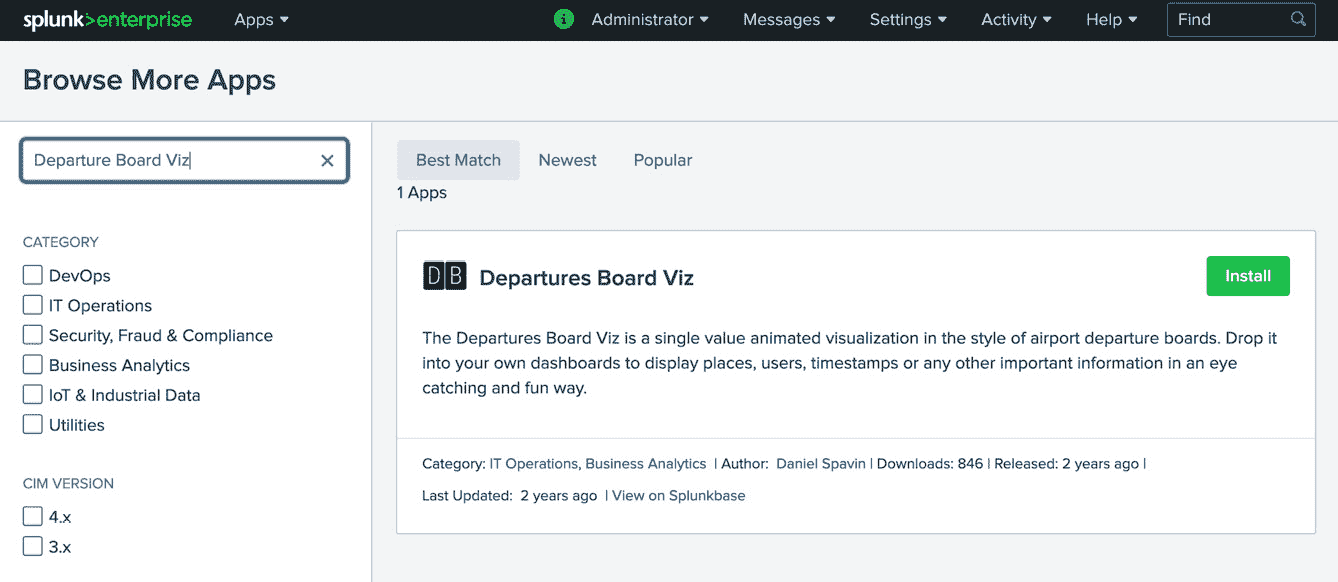 splunk>enterprise Apps Administrator Messages Settings Activity Help Find
Browse More Apps
Departure Board Viz
Best Match Newest Popular
1 Apps
CATEGORY
DevOps
IT Operations
Security, Fraud & Compliance
Business Analytics
IoT & Industrial Data
Utilities
CIM VERSION
4.x
3.x
DB Departures Board Viz
Install
The Departures Board Viz is a single value animated visualization in the style of airport departure boards. Drop it
into your own dashboards to display places, users, timestamps or any other important information in an eye
catching and fun way.
Category: IT Operations, Business Analytics | Author: Daniel Spavin | Downloads: 846 | Released: 2 years ago |
Last Updated: 2 years ago | View on Splunkbase